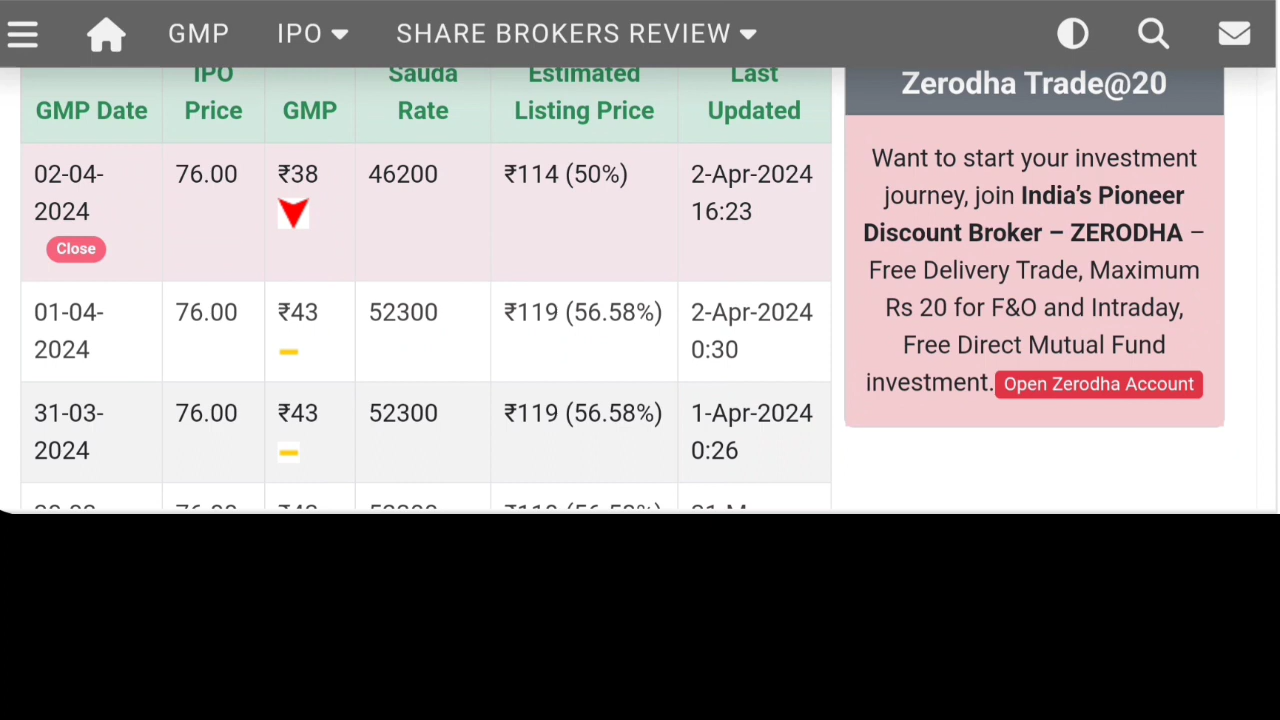 GMP IPO SHARE BROKERS REVIEW
IPO Sauda Estimated Last
GMP Date Price GMP Rate Listing Price Updated
02-04- 76.00 ₹38 46200 ₹114 (50%) 2-Apr-2024
2024 16:23
Close
01-04- 76.00 ₹43 52300 ₹119 (56.58%) 2-Apr-2024
2024 0:30
31-03- 76.00 ₹43 52300 ₹119 (56.58%) 1-Apr-2024
2024 0:26
Zerodha Trade@20
Want to start your investment
journey, join India’s Pioneer
Discount Broker – ZERODHA –
Free Delivery Trade, Maximum
Rs 20 for F&O and Intraday,
Free Direct Mutual Fund
investment. Open Zerodha Account